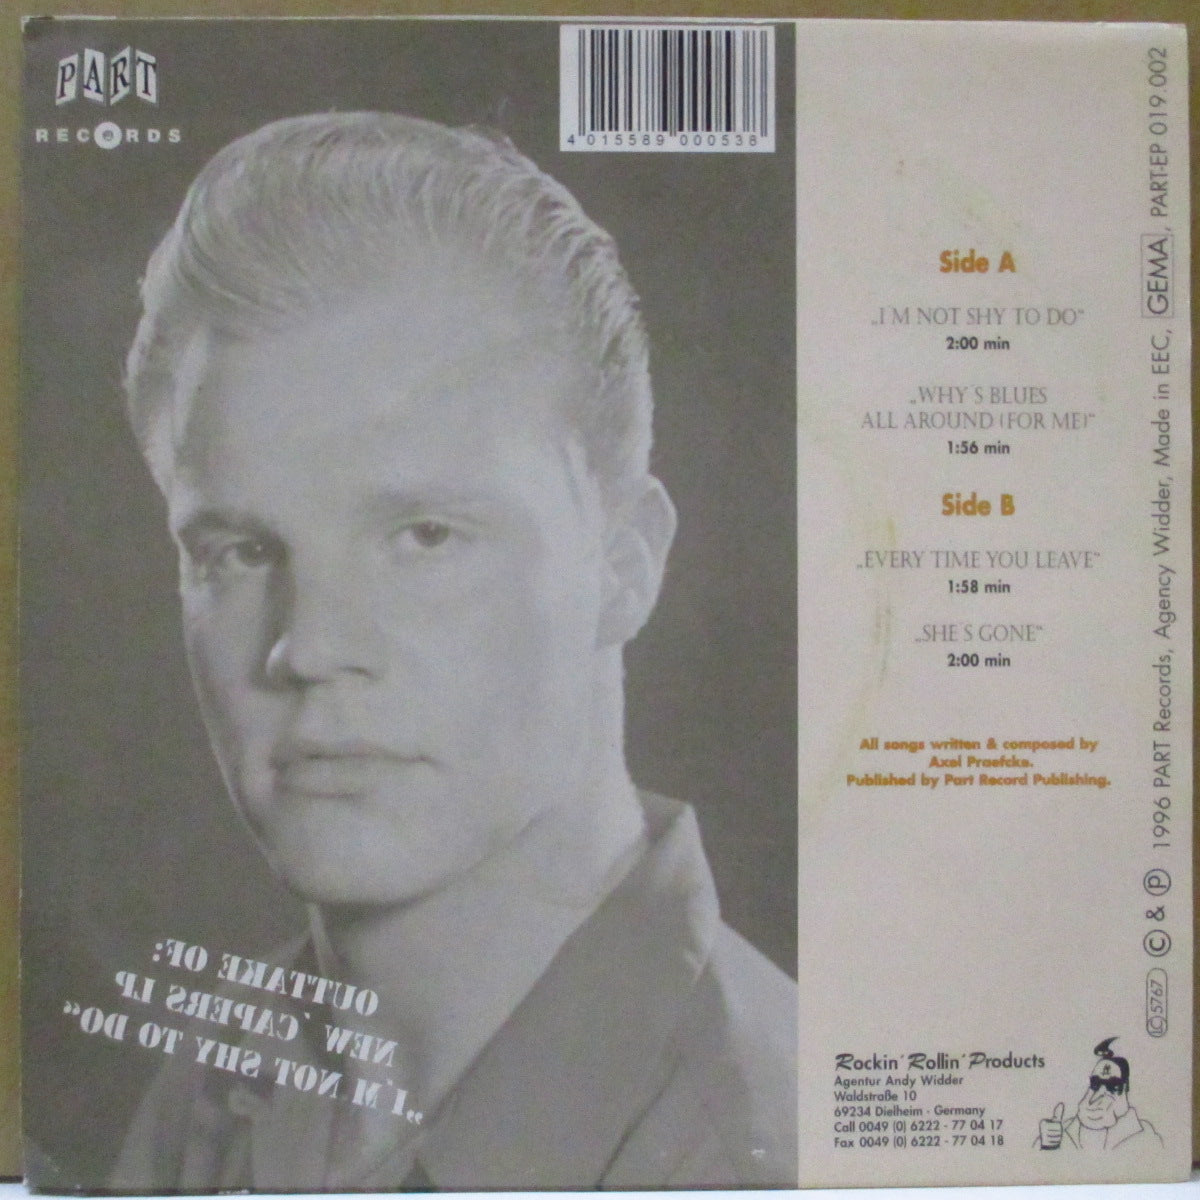 PART
RECORDS
4 015589 000538
Side A
„I´M NOT SHY TO DO“
2:00 min
„WHY´S BLUES
ALL AROUND (FOR ME)“
1:56 min
Side B
„EVERY TIME YOU LEAVE“
1:58 min
„SHE´S GONE“
2:00 min
All songs written & composed by
Axel Praefcke.
Published by Part Record Publishing.
OUTTAKE OF:
NEW ´CAPERS LP
„I´M NOT SHY TO DO“
Rockin´Rollin´Products
Agentur Andy Widder
Waldstraße 10
69234 Dielheim - Germany
Call 0049 (0) 6222 - 77 04 17
Fax 0049 (0) 6222 - 77 04 18
LC 5767 © & ℗ 1996 PART Records, Agency Widder, Made in EEC, GEMA, PART-EP 019.002